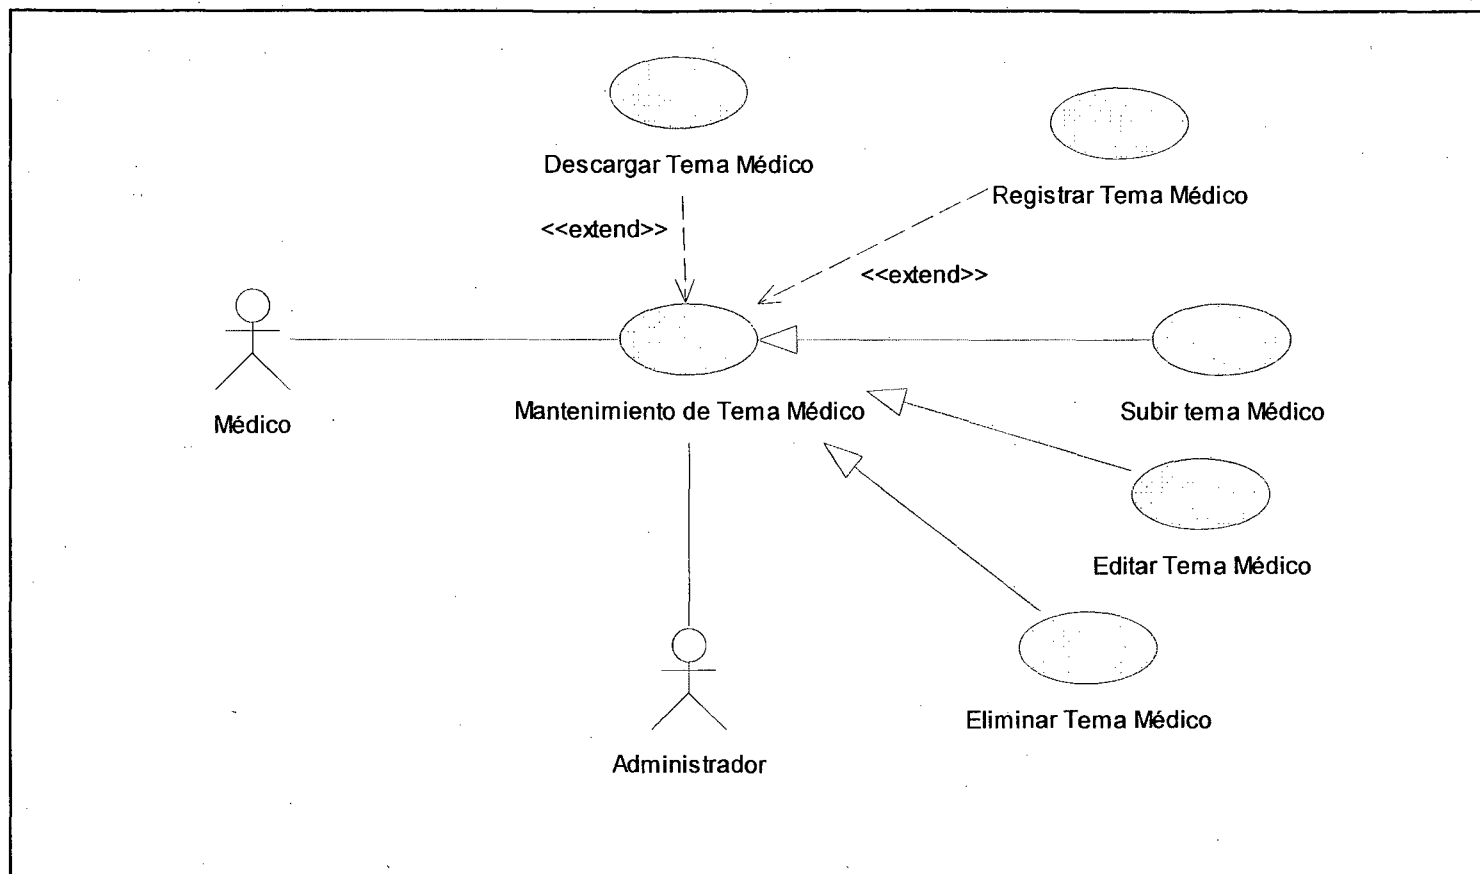 Descargar Tema Médico
Registrar Tema Médico
<<extend>>
<<extend>>
Médico
Mantenimiento de Tema Médico
Subir tema Médico
Editar Tema Médico
Eliminar Tema Médico
Administrador